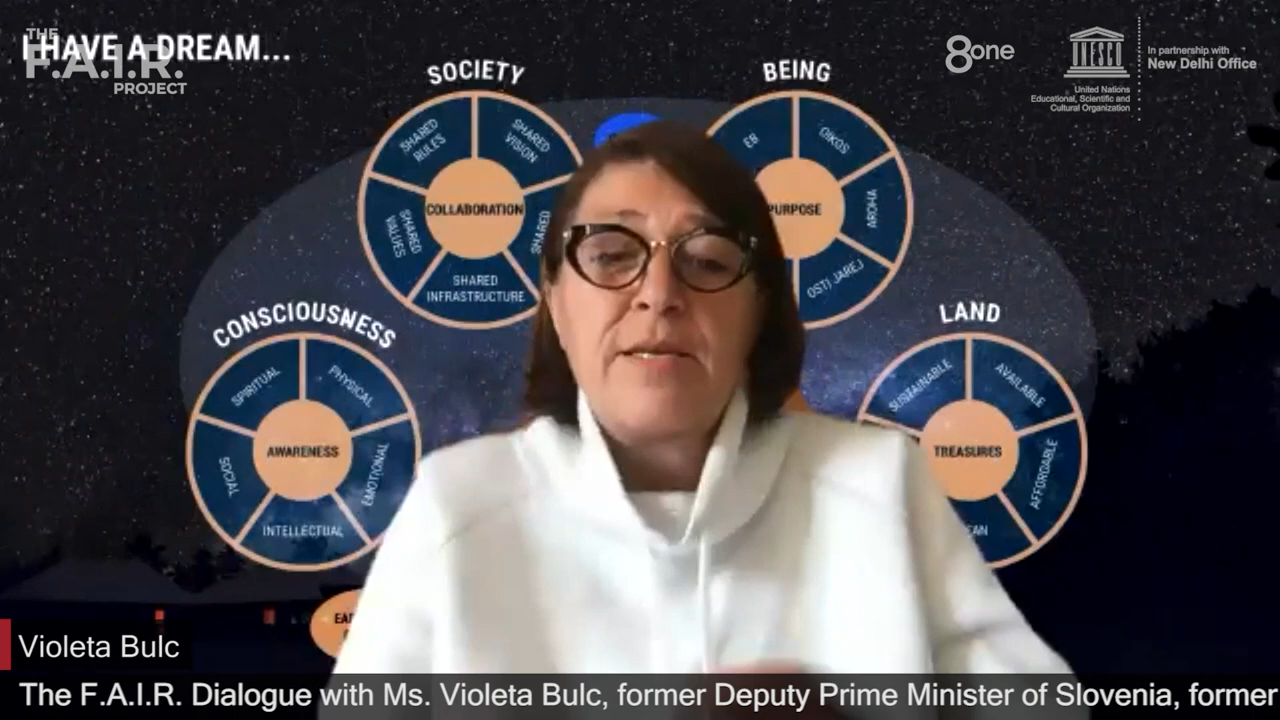 I HAVE A DREAM...
THE
F.A.I.R.
PROJECT
8one
UNESCO
In partnership with
New Delhi Office
United Nations
Educational, Scientific and
Cultural Organization
SOCIETY
SHARED
RULES
SHARED
VISION
COLLABORATION
SHARED
VALUES
SHARED
SHARED
INFRASTRUCTURE
BEING
EB
OIKOS
PURPOSE
AROHA
OSTI JAREJ
CONSCIOUSNESS
SPIRITUAL
PHYSICAL
AWARENESS
SOCIAL
EMOTIONAL
INTELLECTUAL
LAND
SUSTAINABLE
AVAILABLE
TREASURES
AFFORDABLE
Violeta Bulc
The F.A.I.R. Dialogue with Ms. Violeta Bulc, former Deputy Prime Minister of Slovenia, former